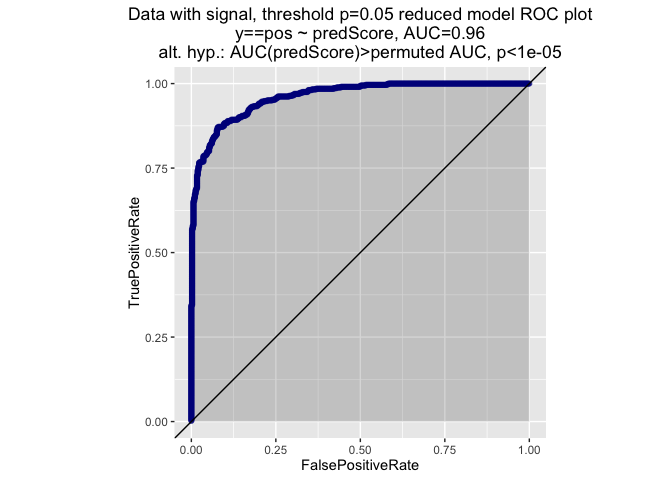 Data with signal, threshold p=0.05 reduced model ROC plot
y==pos ~ predScore, AUC=0.96
alt. hyp.: AUC(predScore)>permuted AUC, p<1e-05
1.00
0.75
0.50
0.25
0.00
TruePositiveRate
0.00 0.25 0.50 0.75 1.00
FalsePositiveRate